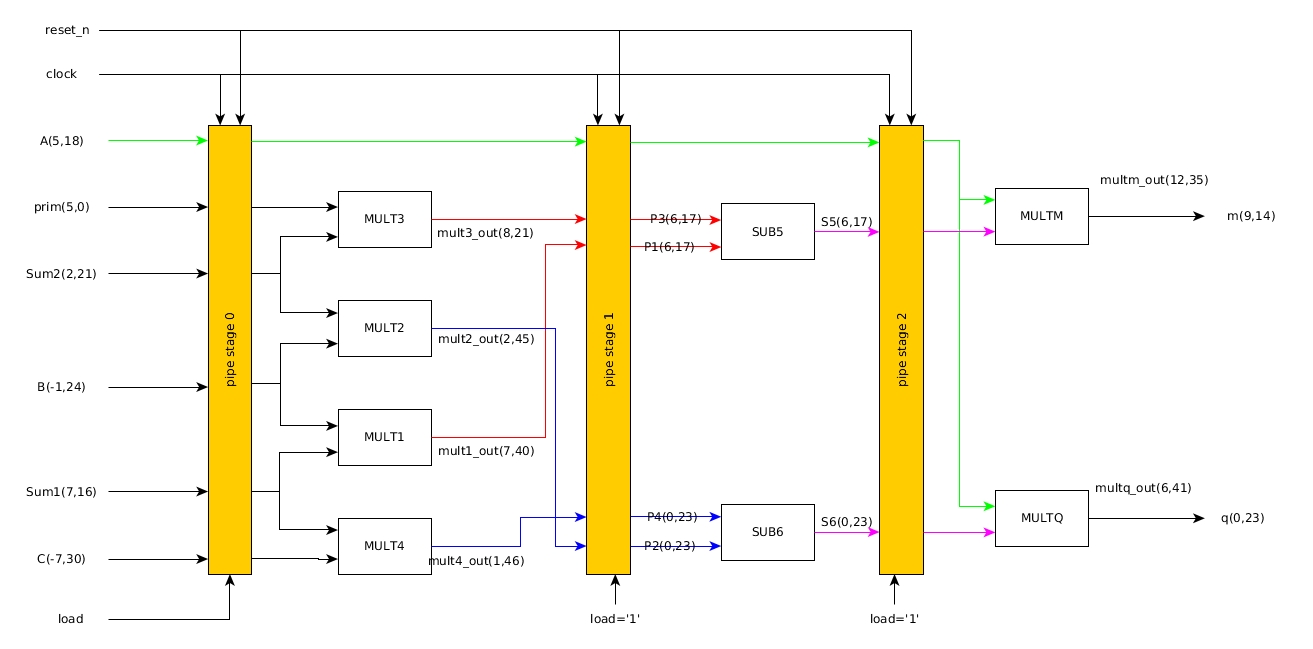 reset_n
clock
A(5,18)
prim(5,0)
Sum2(2,21)
B(-1,24)
Sum1(7,16)
C(-7,30)
load
pipe stage 0
MULT3
mult3_out(8,21)
MULT2
mult2_out(2,45)
MULT1
mult1_out(7,40)
MULT4
mult4_out(1,46)
pipe stage 1
load='1'
P3(6,17)
P1(6,17)
SUB5
S5(6,17)
P4(0,23)
P2(0,23)
SUB6
S6(0,23)
pipe stage 2
load='1'
multm_out(12,35)
MULTM
m(9,14)
multq_out(6,41)
MULTQ
q(0,23)